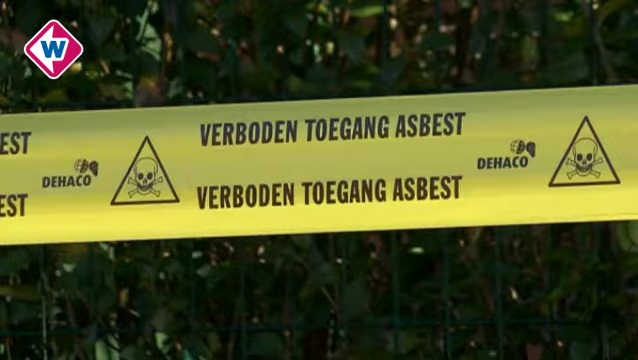 W
EST
VERBODEN TOEGANG ASBEST
DEHACO
DEHACO
EST
VERBODEN TOEGANG ASBEST